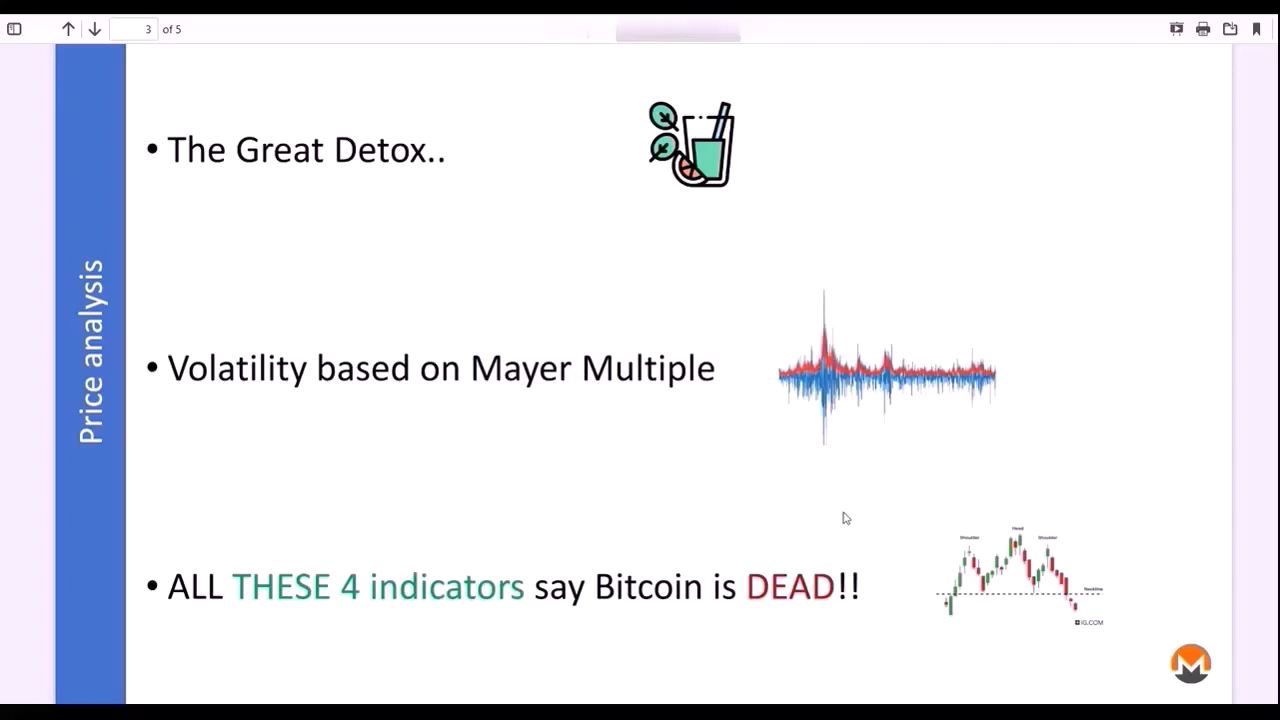 3 of 5
Price analysis
• The Great Detox..
• Volatility based on Mayer Multiple
Head
Shoulder
Shoulder
• ALL THESE 4 indicators say Bitcoin is DEAD!!
Neckline
IG.COM